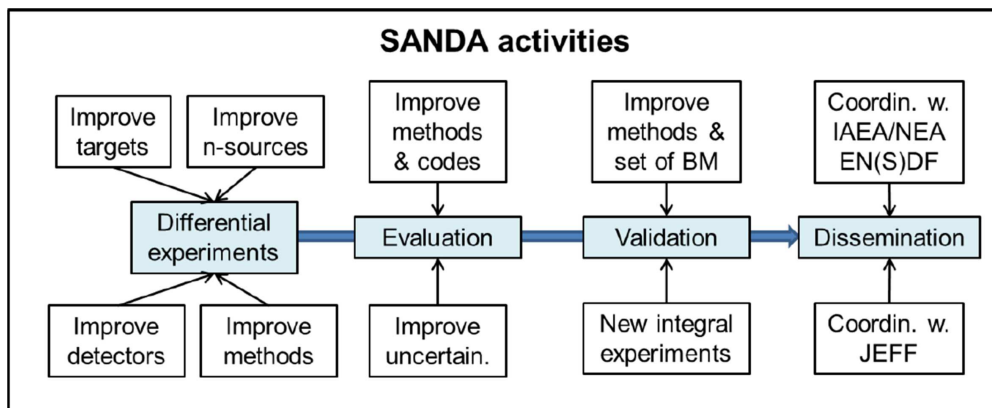 SANDA activities
Improve
targets
Improve
n-sources
Improve
methods
& codes
Improve
methods &
set of BM
Coordin. w.
IAEA/NEA
EN(S)DF
Differential
experiments
Evaluation
Validation
Dissemination
Improve
detectors
Improve
methods
Improve
uncertain.
New integral
experiments
Coordin. w.
JEFF